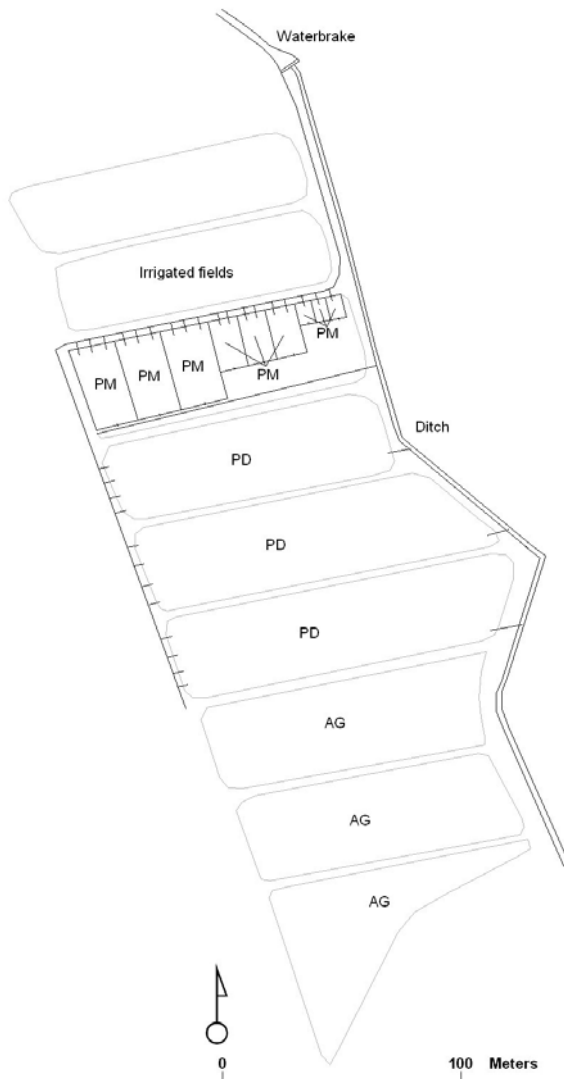 Waterbrake
Irrigated fields
PM
PM PM PM
PM
Ditch
PD
PD
PD
AG
AG
AG
0 100 Meters